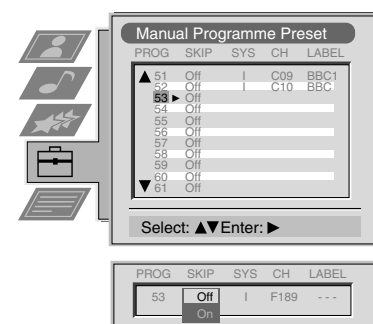 Manual Programme Preset
PROG SKIP SYS CH LABEL
▲ 51 Off I C09 BBC1
52 Off I C10 BBC
53 ▶ Off
54 Off
55 Off
56 Off
57 Off
58 Off
59 Off
60 Off
▼ 61 Off
Select: ▲▼ Enter: ▶
PROG SKIP SYS CH LABEL
53 Off I F189 - - -
On